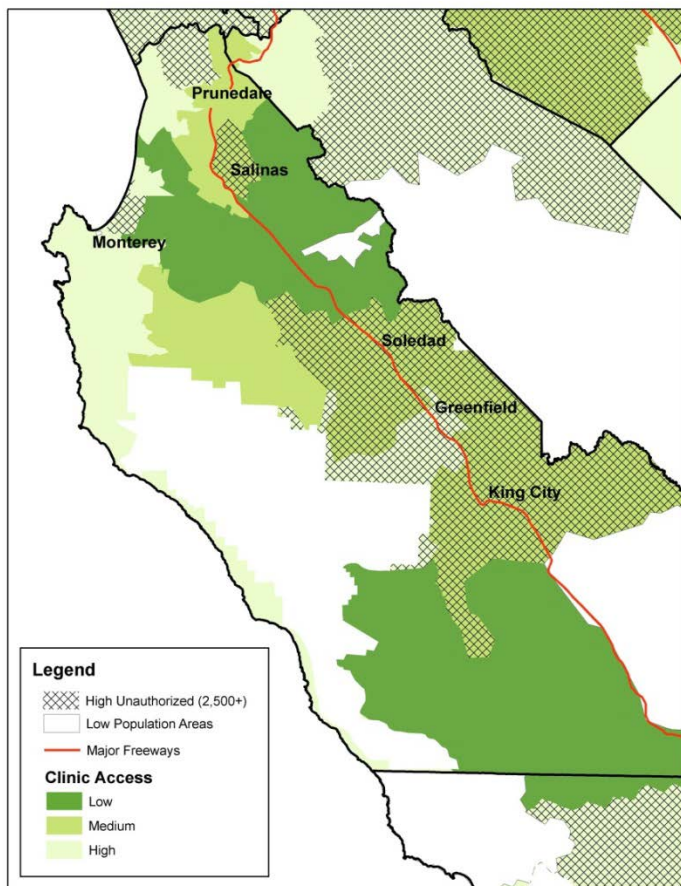 Prunedale
Salinas
Monterey
Soledad
Greenfield
King City
Legend
High Unauthorized (2,500+)
Low Population Areas
Major Freeways
Clinic Access
Low
Medium
High